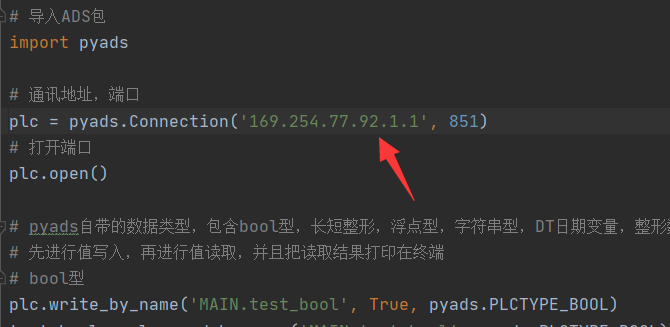 # 导入ADS包
import pyads
# 通讯地址，端口
plc = pyads.Connection('169.254.77.92.1.1', 851)
# 打开端口
plc.open()
# pyads自带的数据类型，包含bool型，长短整形，浮点型，字符串型，DT日期变量，整形
# 先进行值写入，再进行值读取，并且把读取结果打印在终端
# bool型
plc.write_by_name('MAIN.test_bool', True, pyads.PLCTYPE_BOOL)